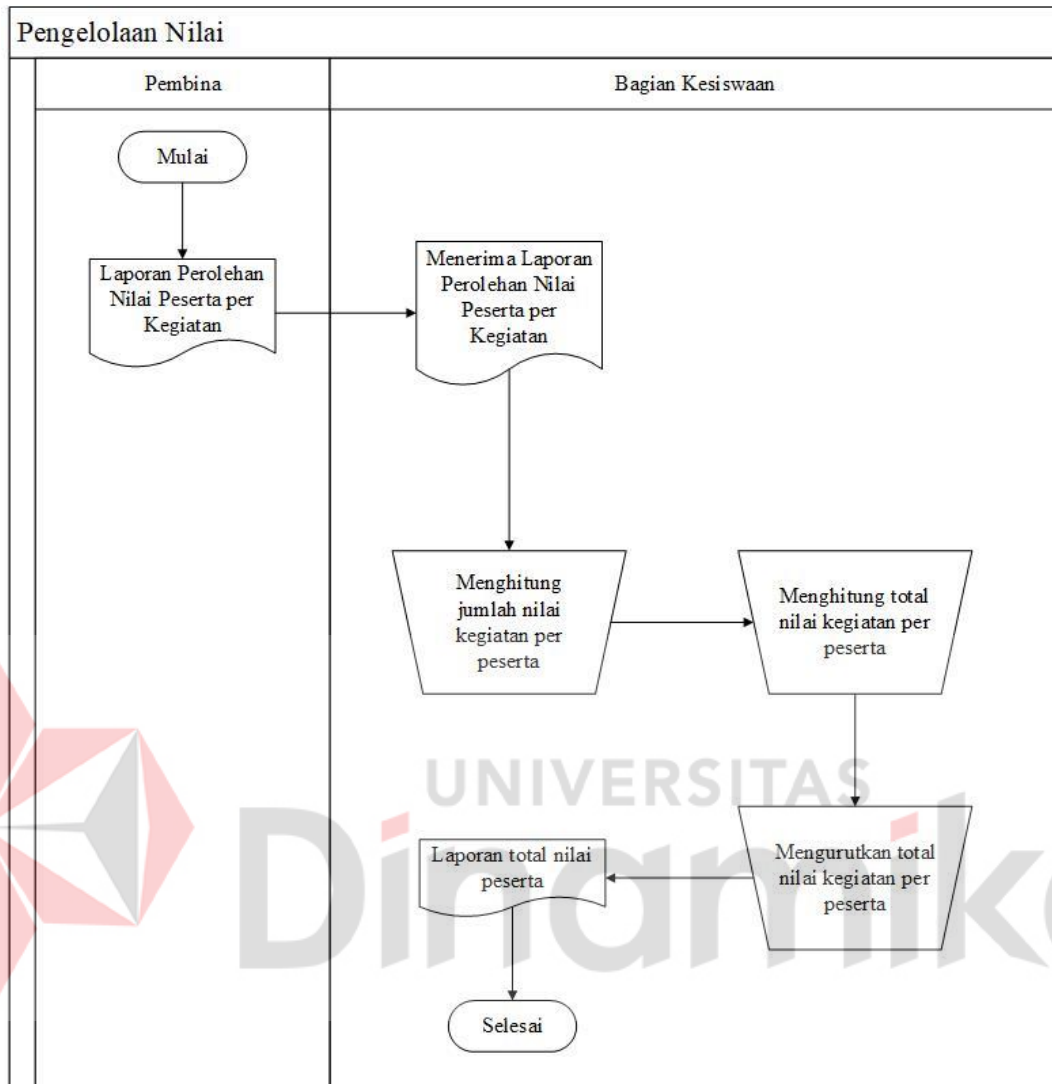 Pengelolaan Nilai
Pembina
Bagian Kesiswaan
Mulai
Laporan Perolehan
Nilai Peserta per
Kegiatan
Menerima Laporan
Perolehan Nilai
Peserta per
Kegiatan
Menghitung
jumlah nilai
kegiatan per
peserta
Menghitung total
nilai kegiatan per
peserta
Mengurutkan total
nilai kegiatan per
peserta
Laporan total nilai
peserta
Selesai
UNIVERSITAS
Dinamika